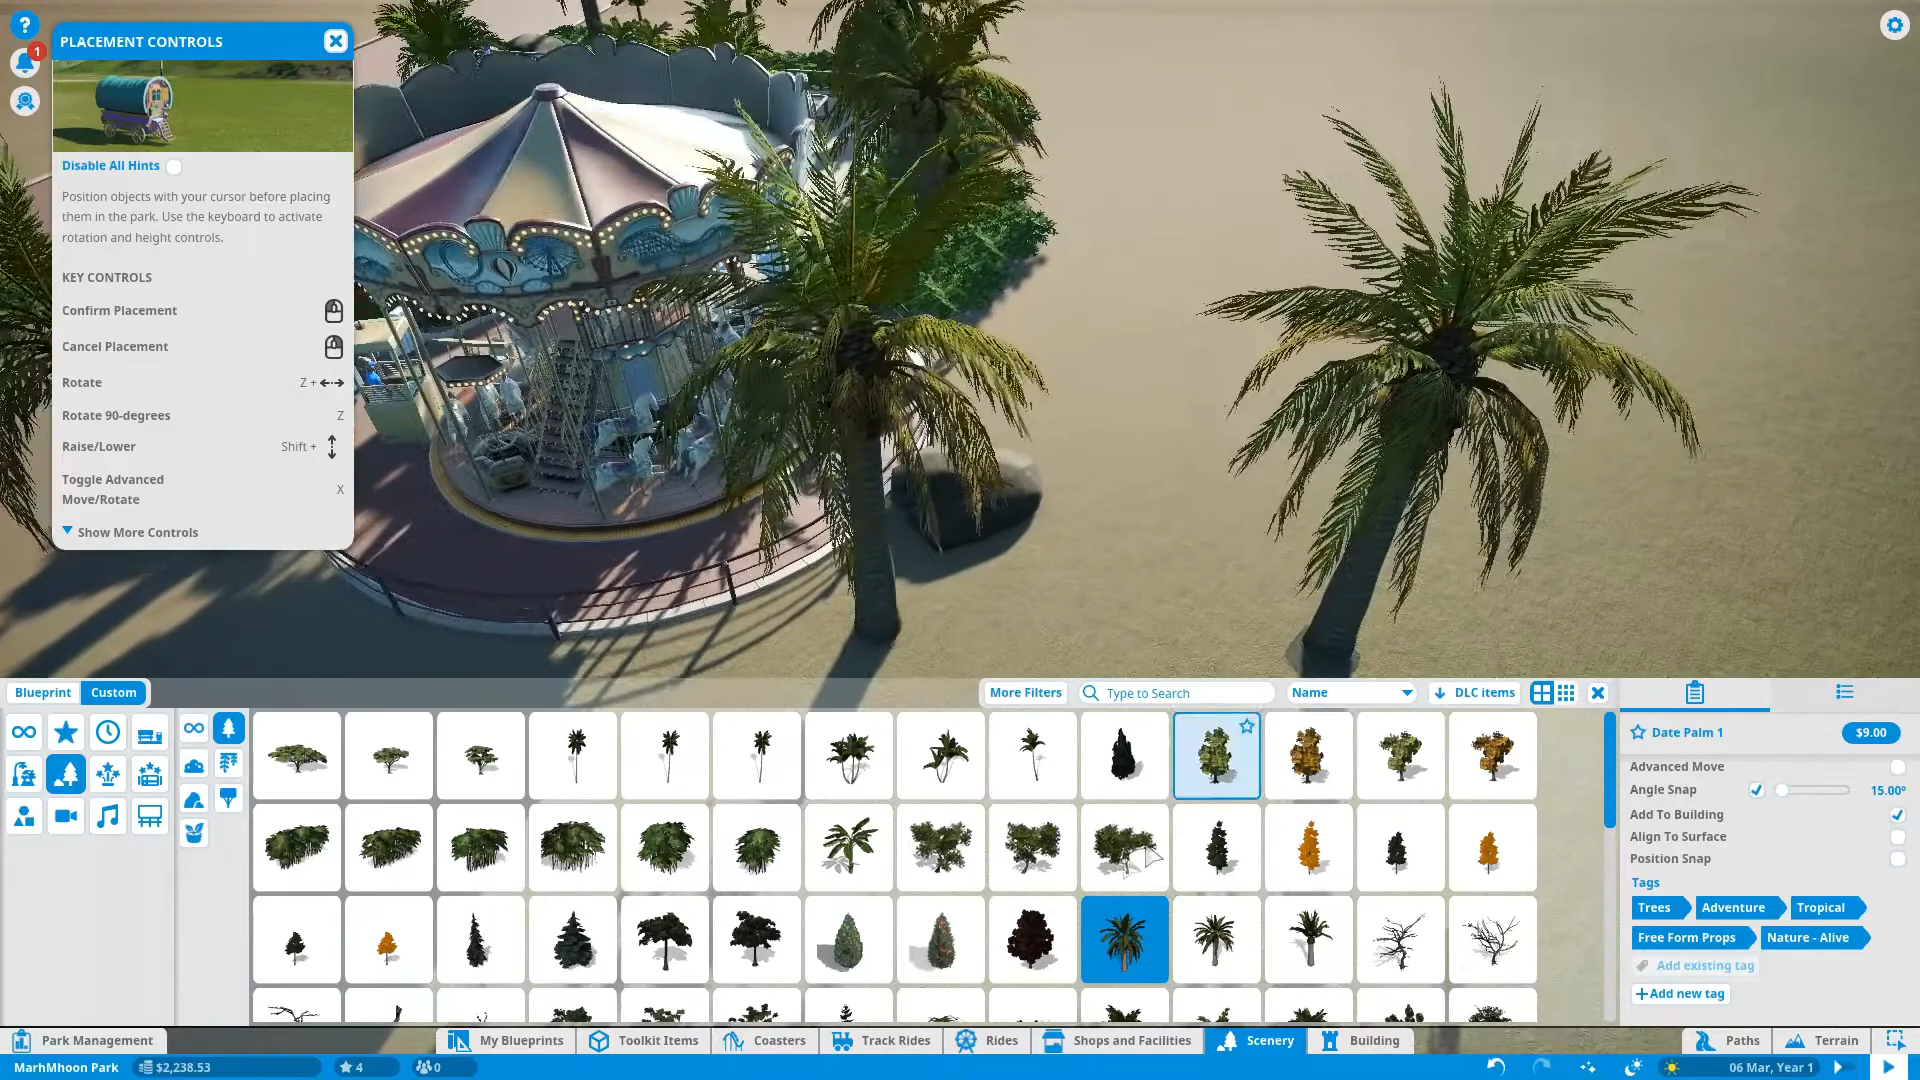 ?
1
PLACEMENT CONTROLS
Disable All Hints
Position objects with your cursor before placing
them in the park. Use the keyboard to activate
rotation and height controls.
KEY CONTROLS
Confirm Placement
Cancel Placement
Rotate Z +
Rotate 90-degrees Z
Raise/Lower Shift +
Toggle Advanced
Move/Rotate X
Show More Controls
Blueprint Custom
More Filters Type to Search Name DLC items
Date Palm 1 $9.00
Advanced Move
Angle Snap 15.00°
Add To Building
Align To Surface
Position Snap
Tags
Trees Adventure Tropical
Free Form Props Nature - Alive
Add existing tag
+Add new tag
Park Management My Blueprints Toolkit Items Coasters Track Rides Rides Shops and Facilities Scenery Building Paths Terrain
MarhMhoon Park $2,238.53 4 0 06 Mar, Year 1